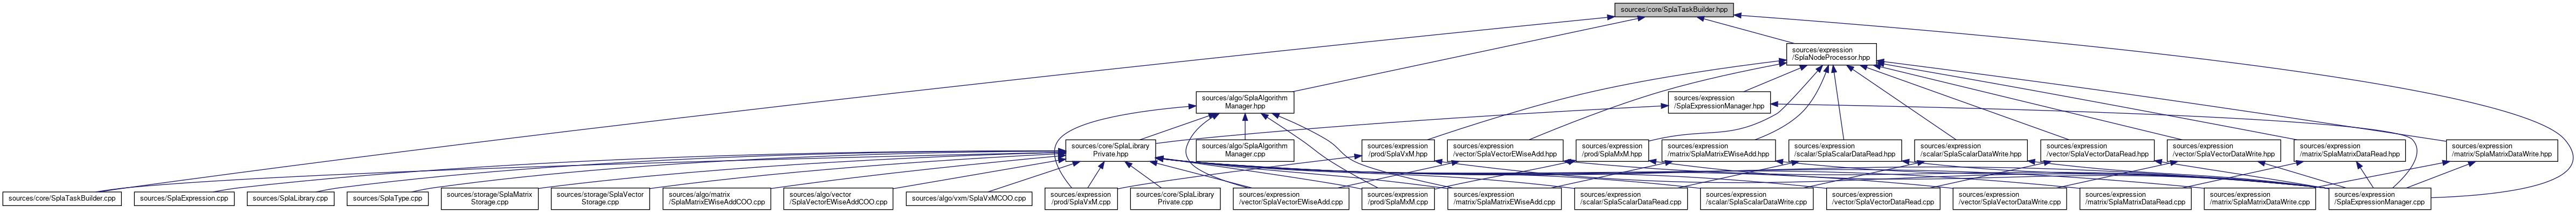 sources/core/SplaTaskBuilder.hpp
sources/expression
/SplaNodeProcessor.hpp
sources/algo/SplaAlgorithm
Manager.hpp
sources/expression
/SplaExpressionManager.hpp
sources/core/SplaLibrary
Private.hpp
sources/algo/SplaAlgorithm
Manager.cpp
sources/expression
/prod/SplaVxM.hpp
sources/expression
/vector/SplaVectorEWiseAdd.hpp
sources/expression
/prod/SplaMxM.hpp
sources/expression
/matrix/SplaMatrixEWiseAdd.hpp
sources/expression
/scalar/SplaScalarDataRead.hpp
sources/expression
/scalar/SplaScalarDataWrite.hpp
sources/expression
/vector/SplaVectorDataRead.hpp
sources/expression
/vector/SplaVectorDataWrite.hpp
sources/expression
/matrix/SplaMatrixDataRead.hpp
sources/expression
/matrix/SplaMatrixDataWrite.hpp
sources/core/SplaTaskBuilder.cpp
sources/SplaExpression.cpp
sources/SplaLibrary.cpp
sources/SplaType.cpp
sources/storage/SplaMatrix
Storage.cpp
sources/storage/SplaVector
Storage.cpp
sources/algo/matrix
/SplaMatrixEWiseAddCOO.cpp
sources/algo/vector
/SplaVectorEWiseAddCOO.cpp
sources/algo/vxm/SplaVxMCOO.cpp
sources/expression
/prod/SplaVxM.cpp
sources/core/SplaLibrary
Private.cpp
sources/expression
/vector/SplaVectorEWiseAdd.cpp
sources/expression
/prod/SplaMxM.cpp
sources/expression
/matrix/SplaMatrixEWiseAdd.cpp
sources/expression
/scalar/SplaScalarDataRead.cpp
sources/expression
/scalar/SplaScalarDataWrite.cpp
sources/expression
/vector/SplaVectorDataRead.cpp
sources/expression
/vector/SplaVectorDataWrite.cpp
sources/expression
/matrix/SplaMatrixDataRead.cpp
sources/expression
/matrix/SplaMatrixDataWrite.cpp
sources/expression
/SplaExpressionManager.cpp